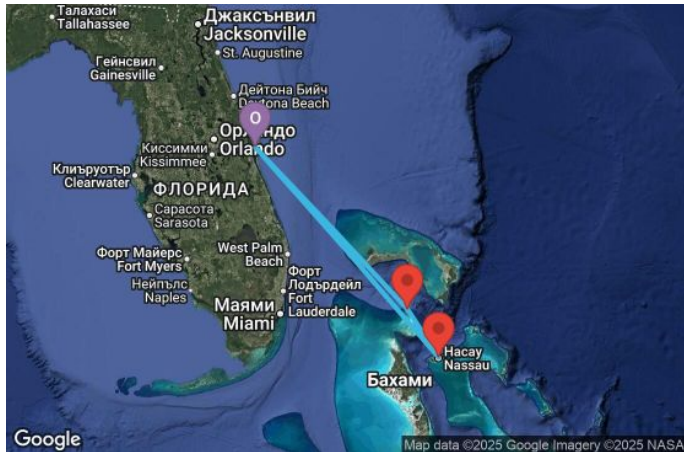 Талахаси
Tallahassee
Джаксънвил
Jacksonville
St. Augustine
Гейнсвил
Gainesville
Дейтона Бийч
Daytona Beach
O
Орландо
Orlando
Киссимми
Kissimmee
Клиъруотър
Clearwater
ФЛОРИДА
Сарасота
Sarasota
West Palm
Beach
Форт Майерс
Fort Myers
Форт
Лодърдейл
Fort
Lauderdale
Нейпълс
Naples
Маями
Miami
Насау
Nassau
Бахами
Google
Map data ©2025 Google Imagery ©2025 NASA